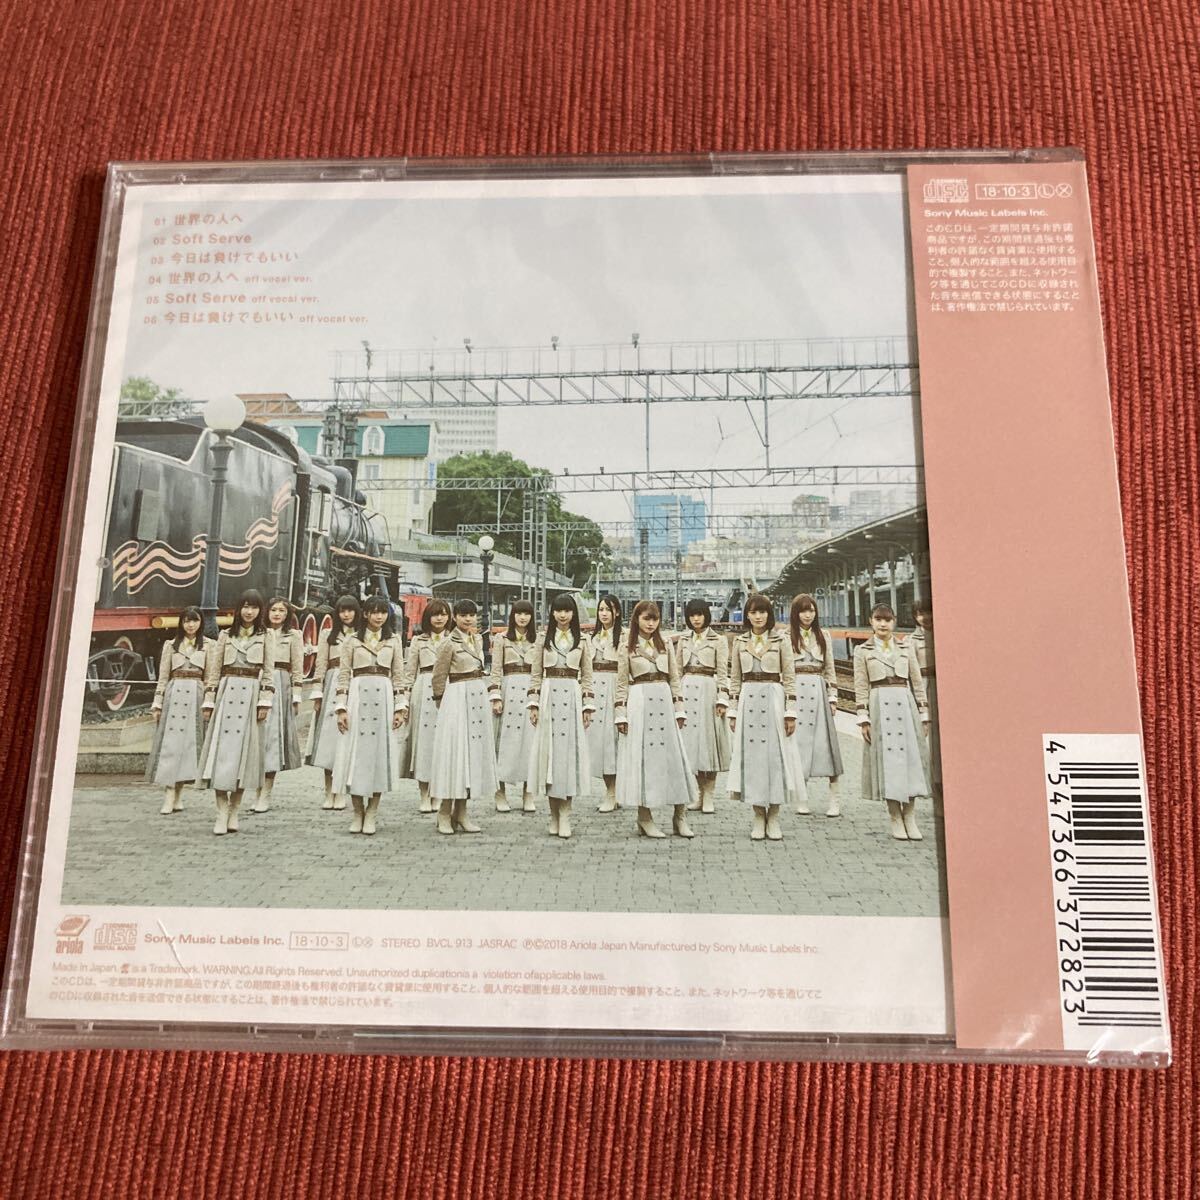 01 世界の人へ
02 Soft Serve
03 今日は負けでもいい
04 世界の人へ off vocal ver.
05 Soft Serve off vocal ver.
06 今日は負けでもいい off vocal ver.
COMPACT disc DIGITAL AUDIO 18・10・3 Ⓛ Ⓧ
Sony Music Labels Inc.
このCDは、一定期間貸与非許諾
商品ですが、この期間経過後も権
利者の許諾なく賃貸業に使用する
こと、個人的な範囲を超える使用目
的で複製すること、また、ネットワー
ク等を通じてこのCDに収録され
た音を送信できる状態にすること
は、著作権法で禁じられています。
4 547366 372823
ariola COMPACT disc DIGITAL AUDIO Sony Music Labels Inc. 18・10・3 Ⓛ Ⓧ STEREO BVCL 913 JASRAC ℗©2018 Ariola Japan Manufactured by Sony Music Labels Inc.
Made in Japan. is a Trademark. WARNING:All Rights Reserved. Unauthorized duplicationis a violation ofapplicable laws.
このCDは、一定期間貸与非許諾商品ですが、この期間経過後も権利者の許諾なく賃貸業に使用すること、個人的な範囲を超える使用目的で複製すること、また、ネットワーク等を通じてこ
のCDに収録された音を送信できる状態にすることは、著作権法で禁じられています。